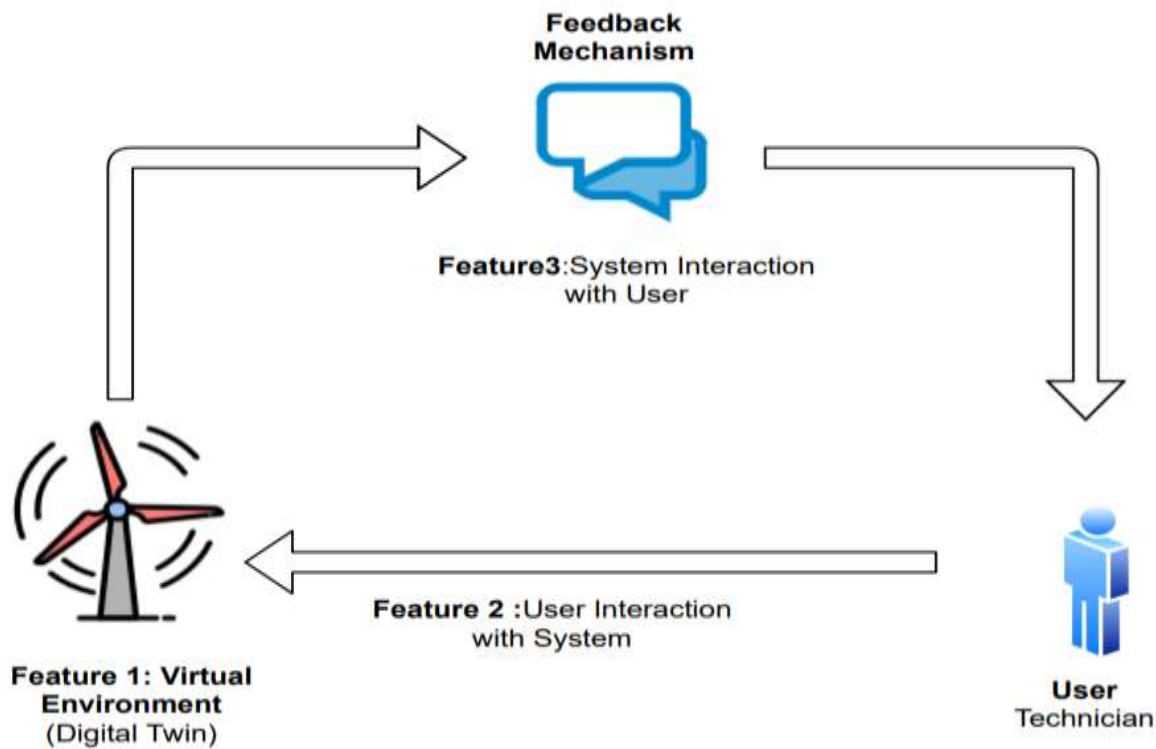 Feedback
Mechanism
Feature3:System Interaction
with User
Feature 2 :User Interaction
with System
Feature 1: Virtual
Environment
(Digital Twin)
User
Technician